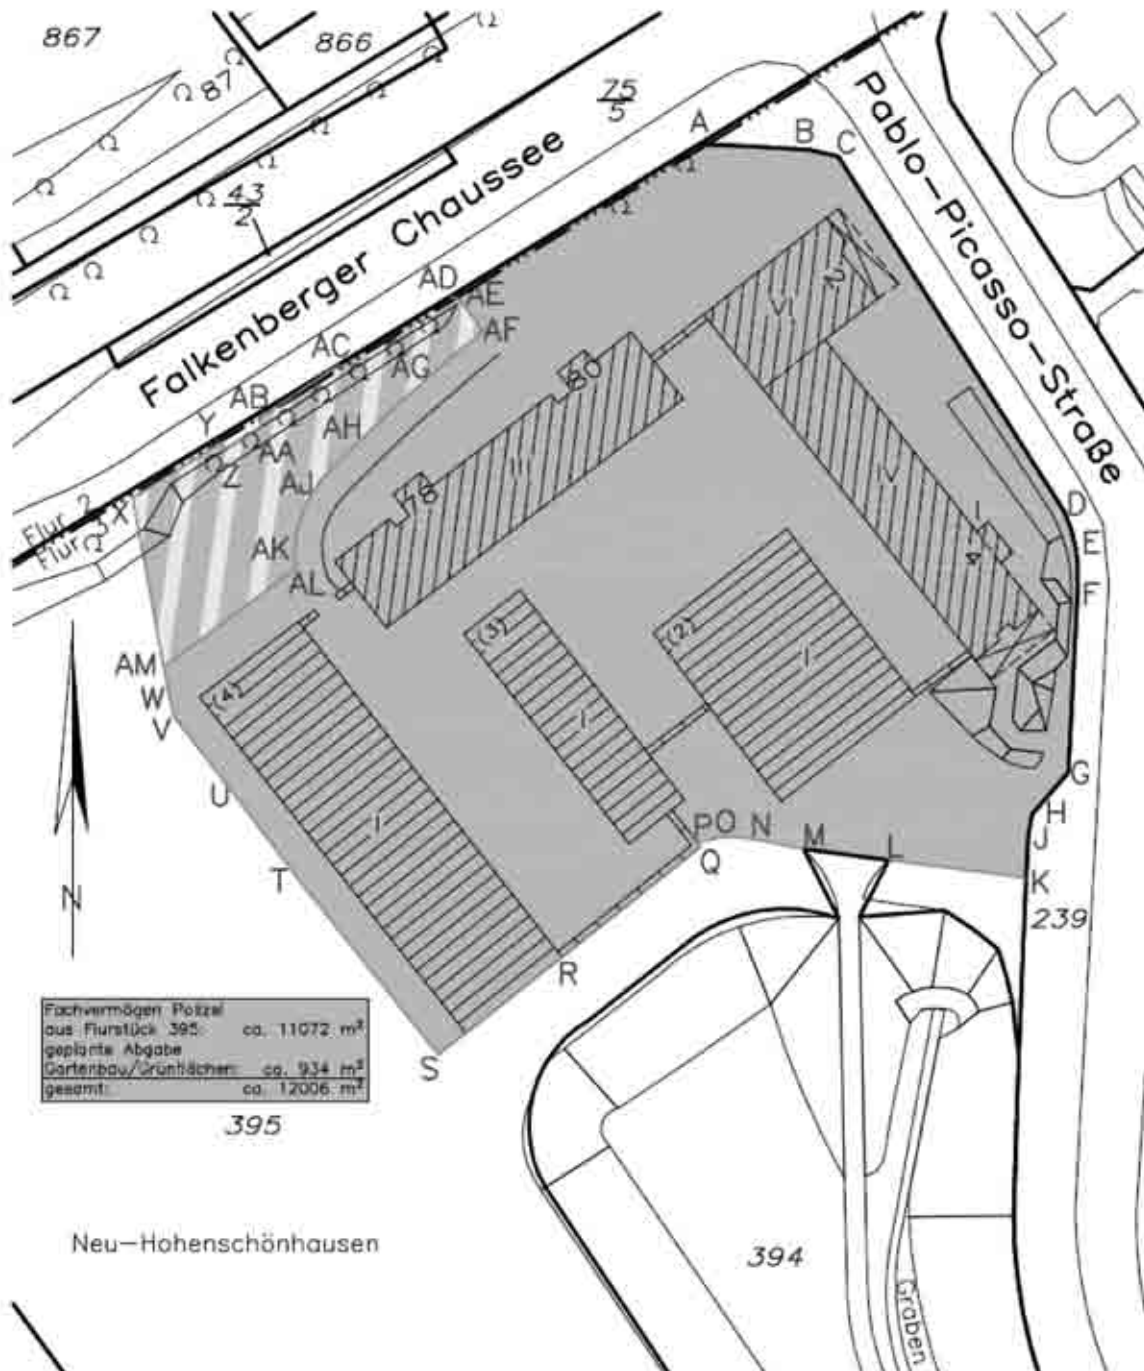 867
866
87
75
5
43
2
Falkenberger Chaussee
Pablo-Picasso-Straße
A
B
C
AD
AE
AF
AC
AG
AB
AH
Y
AA
Z
AJ
Flur 2
Flur 3
X
AK
AL
VI
2
80
III
78
IV
I
4
D
E
F
AM
W
V
(4)
(3)
(2)
I
I
I
U
T
G
H
J
K
P
O
N
M
L
Q
R
S
N
239
Fachvermögen Polizei
aus Flurstück 395: ca. 11072 m²
geplante Abgabe
Gartenbau/Grünflächen: ca. 934 m²
gesamt: ca. 12006 m²
395
Neu-Hohenschönhausen
394
Graben